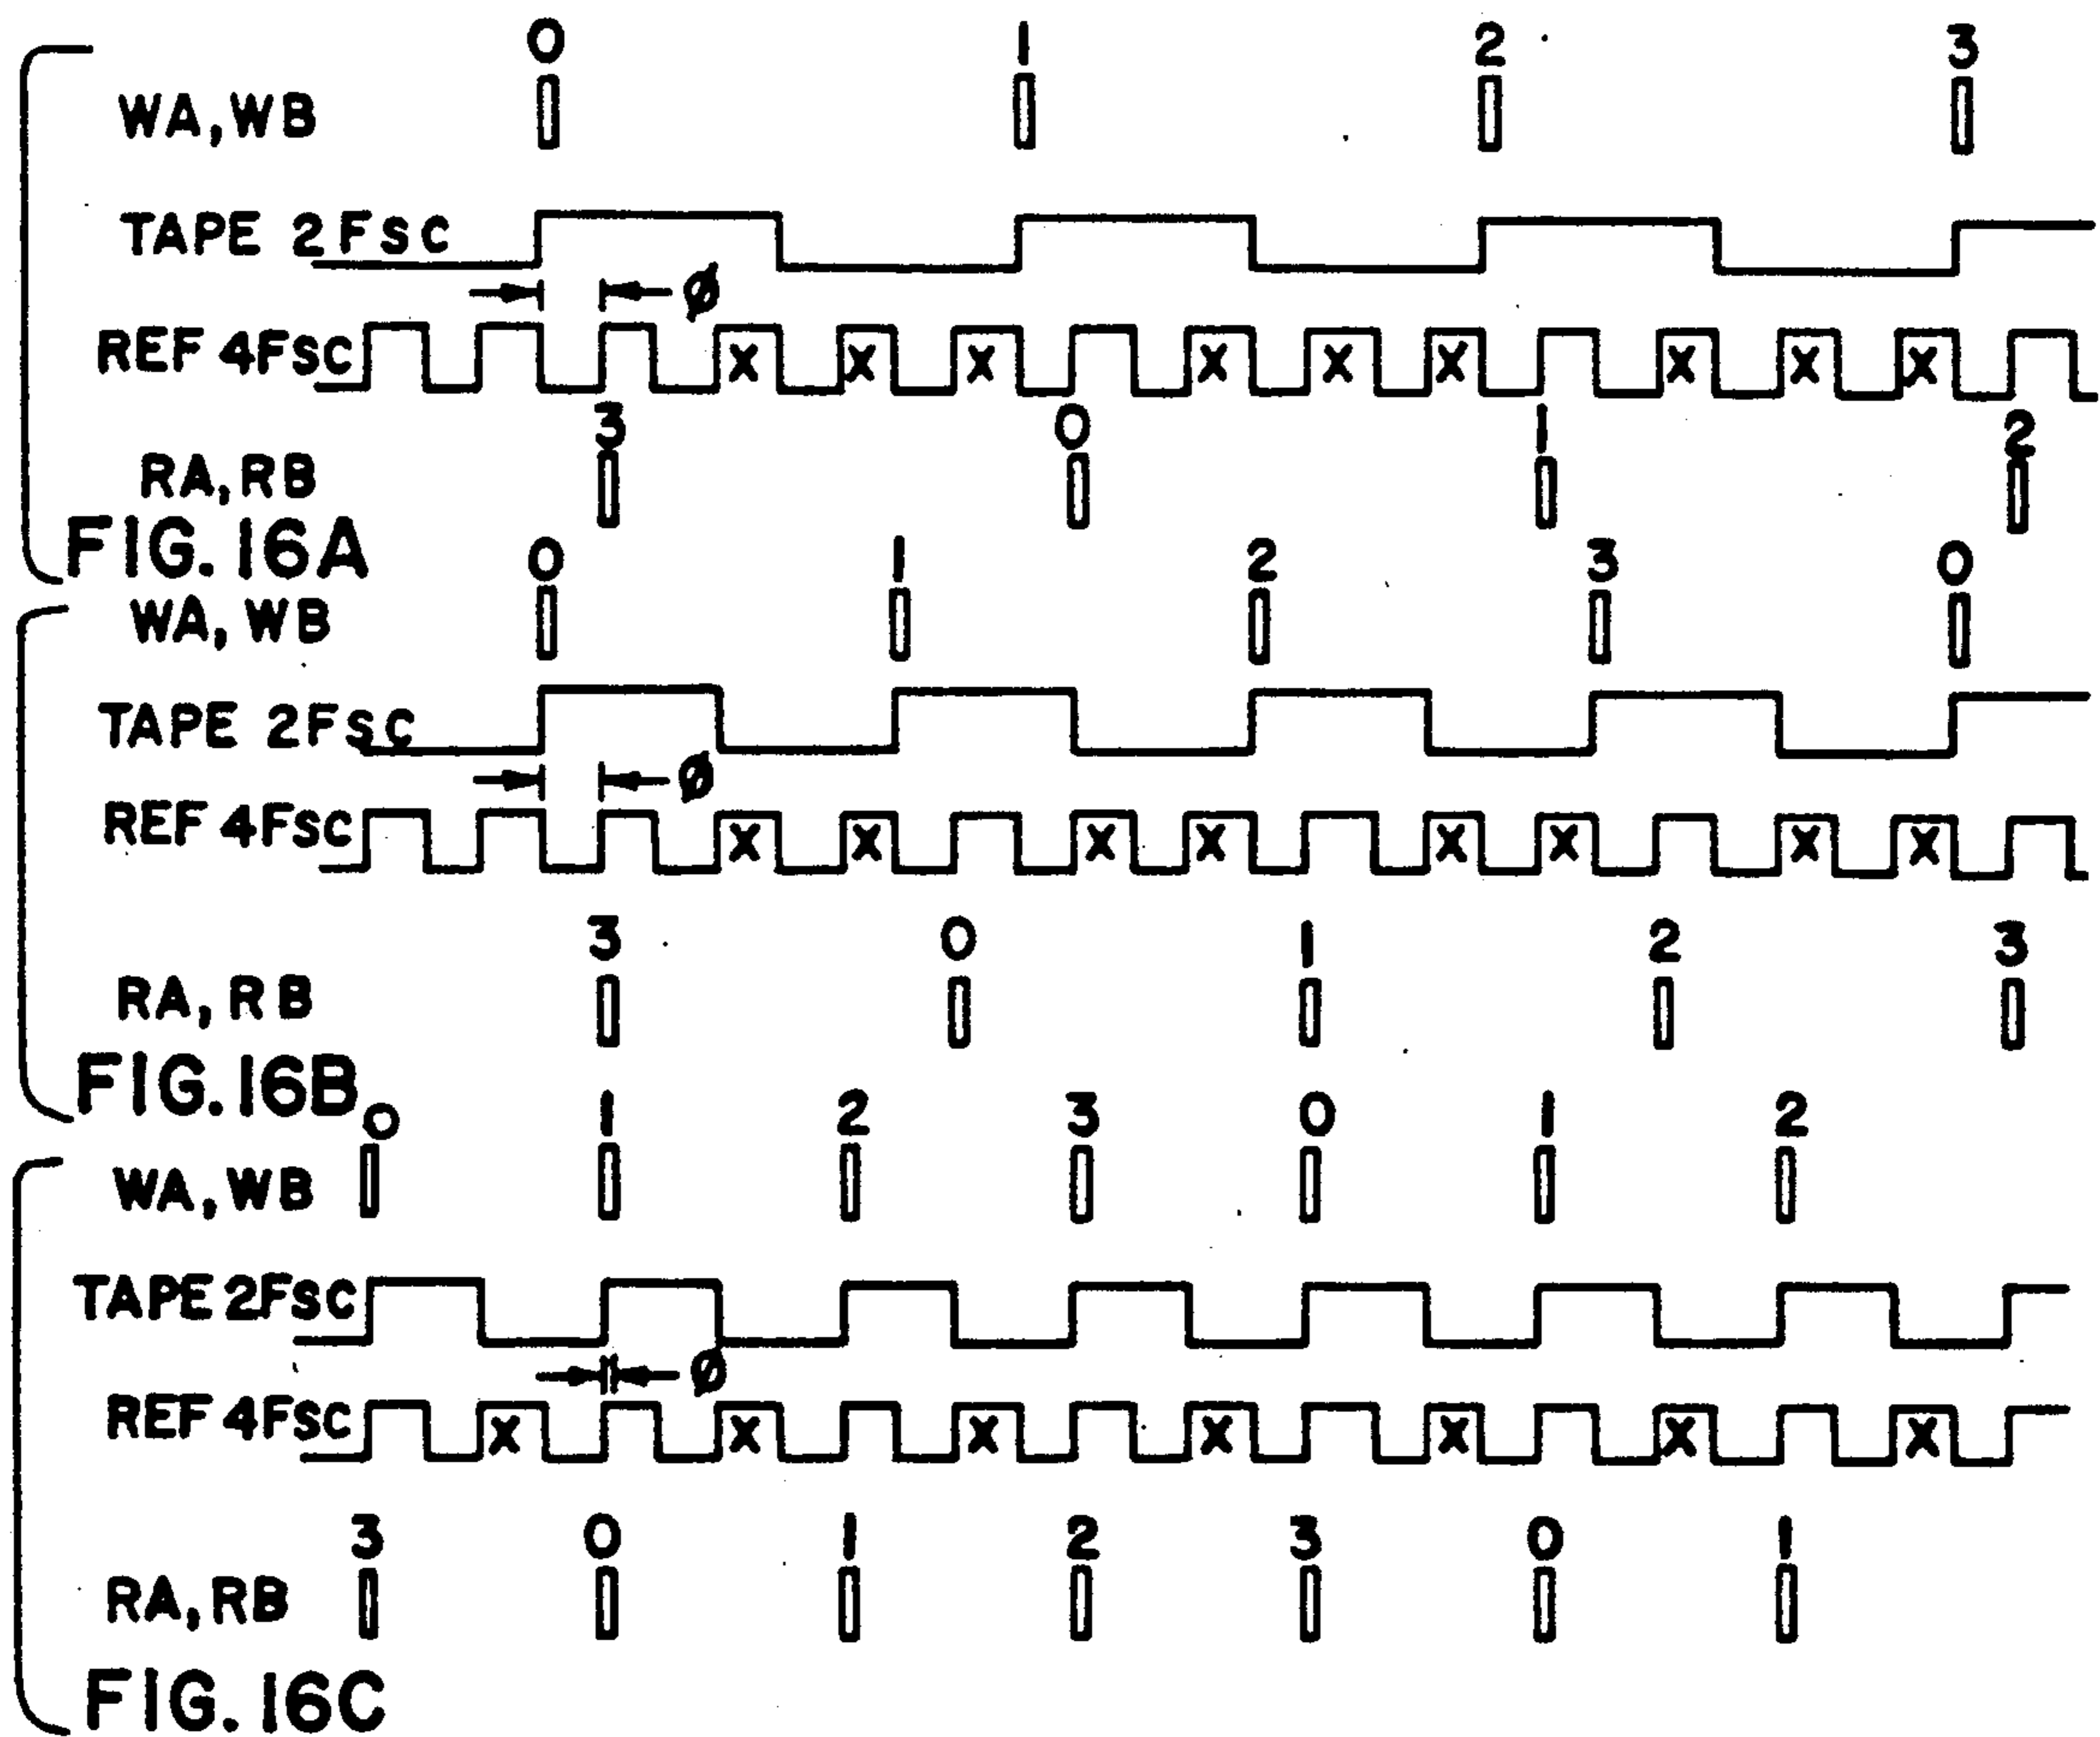 0 1 2 3
WA, WB
TAPE 2FSC
Ø
REF 4FSC X X X X X X X X X
3 0 1 2
RA, RB
FIG. 16A
0 1 2 3 0
WA, WB
TAPE 2FSC
Ø
REF 4FSC X X X X X X X X
3 0 1 2 3
RA, RB
FIG. 16B
0 1 2 3 0 1 2
WA, WB
TAPE 2FSC
Ø
REF 4FSC X X X X X X X
3 0 1 2 3 0 1
RA, RB
FIG. 16C